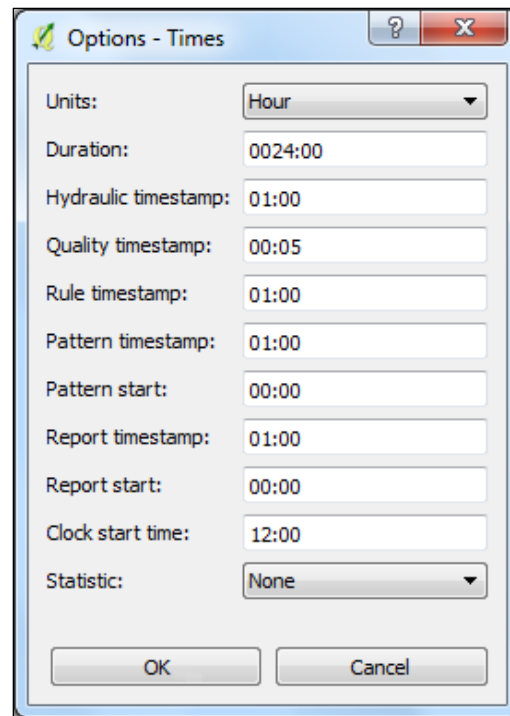 Options - Times
Units: Hour
Duration: 0024:00
Hydraulic timestamp: 01:00
Quality timestamp: 00:05
Rule timestamp: 01:00
Pattern timestamp: 01:00
Pattern start: 00:00
Report timestamp: 01:00
Report start: 00:00
Clock start time: 12:00
Statistic: None
OK Cancel